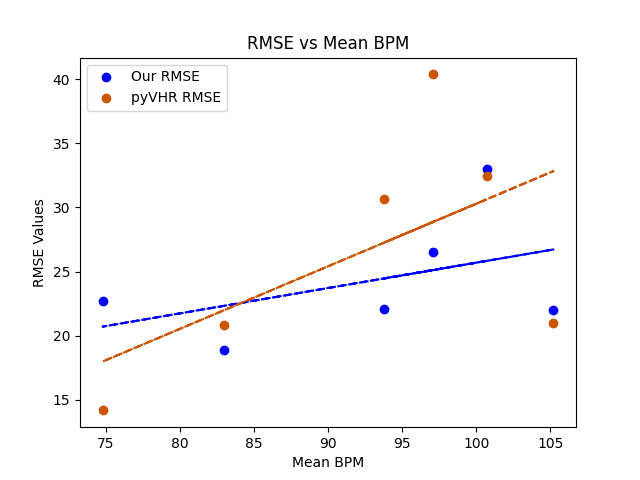 RMSE vs Mean BPM
Our RMSE
pyVHR RMSE
40
35
30
25
20
15
RMSE Values
75 80 85 90 95 100 105
Mean BPM